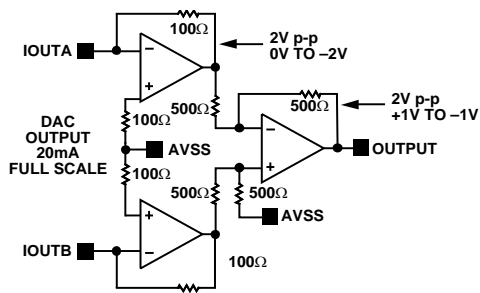 100Ω
2V p-p
0V TO –2V
IOUTA
–
+
500Ω
500Ω
2V p-p
+1V TO –1V
100Ω
DAC
OUTPUT
20mA
FULL SCALE
AVSS
–
+
OUTPUT
100Ω
500Ω
500Ω
AVSS
+
–
IOUTB
100Ω